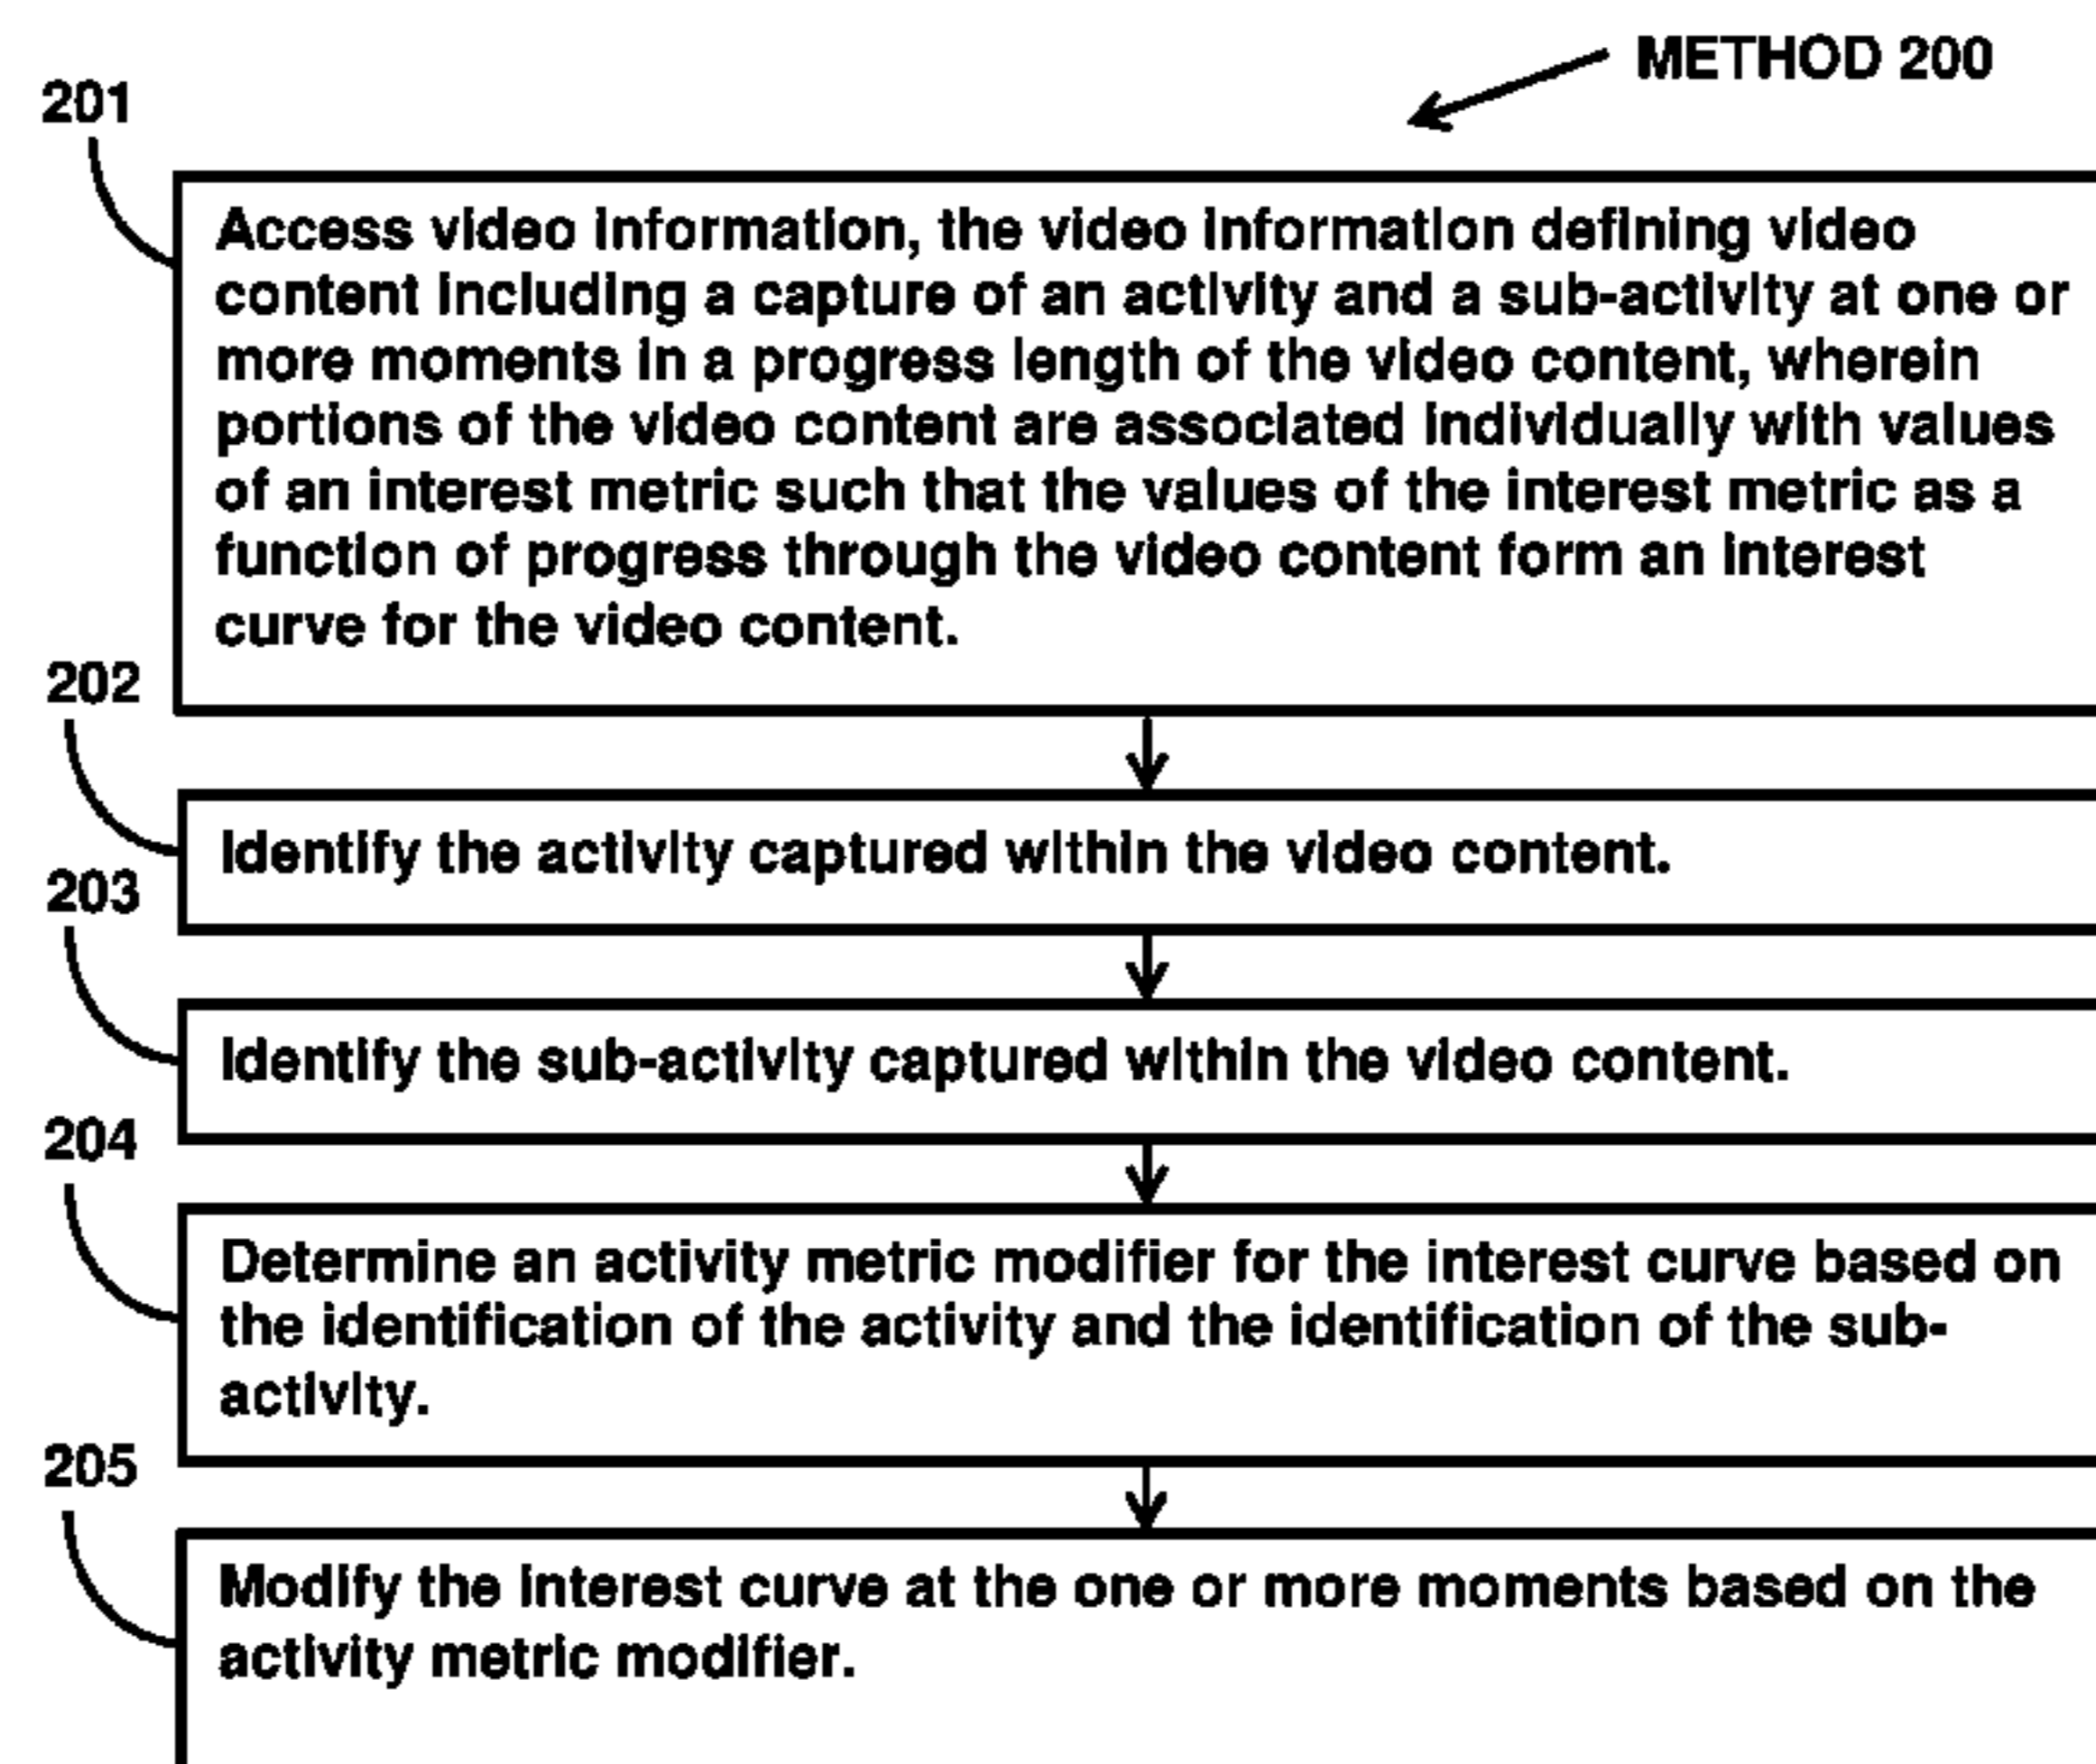 METHOD 200
201
Access video information, the video information defining video
content including a capture of an activity and a sub-activity at one or
more moments in a progress length of the video content, wherein
portions of the video content are associated individually with values
of an interest metric such that the values of the interest metric as a
function of progress through the video content form an interest
curve for the video content.
202
Identify the activity captured within the video content.
203
Identify the sub-activity captured within the video content.
204
Determine an activity metric modifier for the interest curve based on
the identification of the activity and the identification of the sub-
activity.
205
Modify the interest curve at the one or more moments based on the
activity metric modifier.